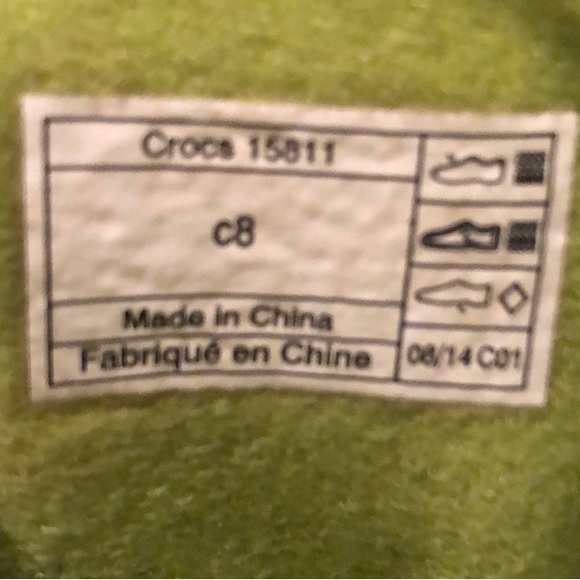 Crocs 15811
c8
Made in China
Fabriqué en Chine
08/14 C01